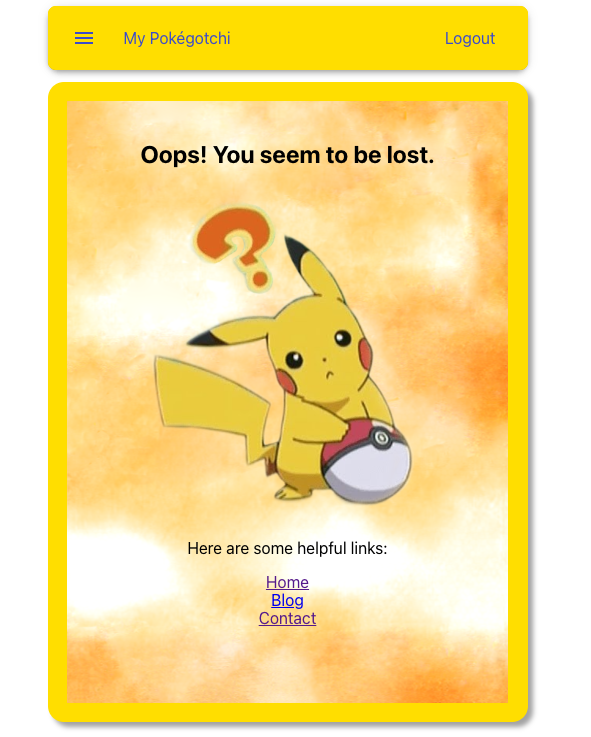 My Pokégotchi
Logout
Oops! You seem to be lost.
?
Here are some helpful links:
Home
Blog
Contact